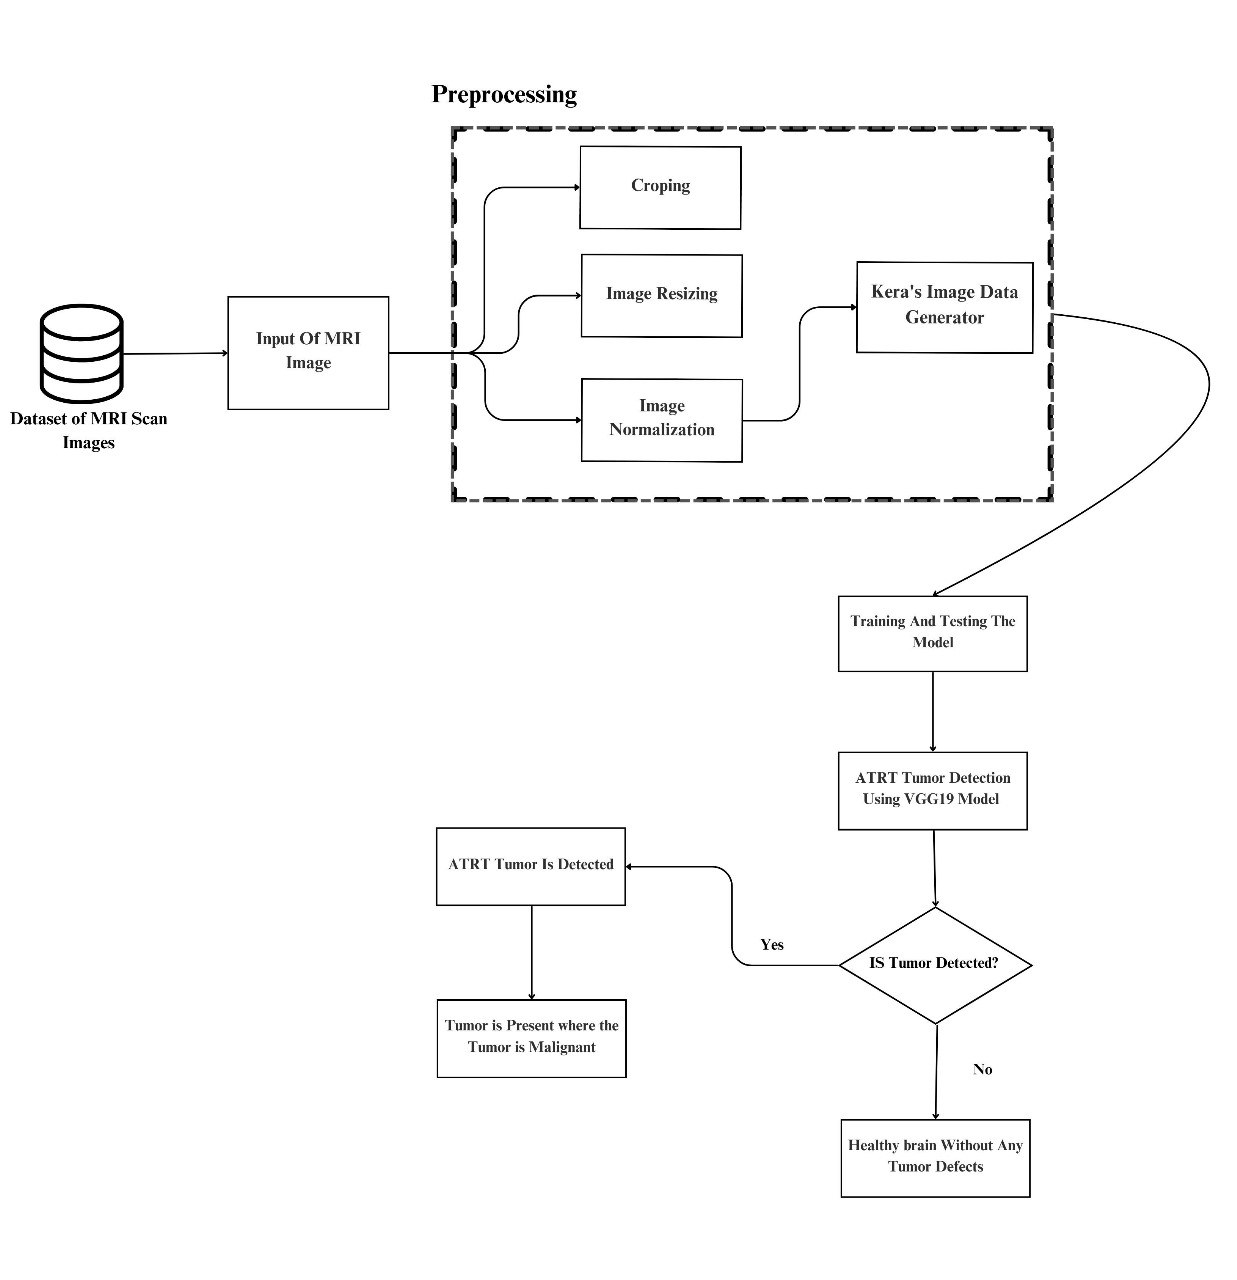 Preprocessing
Croping
Image Resizing
Kera's Image Data
Generator
Input Of MRI
Image
Image
Normalization
Dataset of MRI Scan
Images
Training And Testing The
Model
ATRT Tumor Detection
Using VGG19 Model
ATRT Tumor Is Detected
Yes
IS Tumor Detected?
Tumor is Present where the
Tumor is Malignant
No
Healthy brain Without Any
Tumor Defects